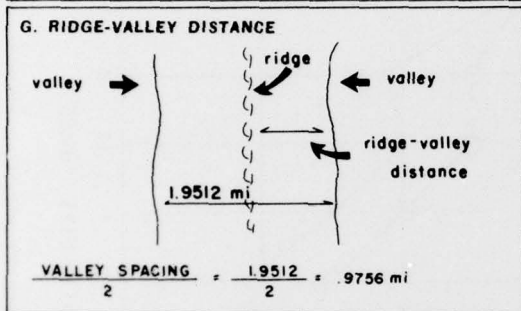 G. RIDGE-VALLEY DISTANCE
ridge
valley
valley
ridge-valley
distance
1.9512 mi
VALLEY SPACING = 1.9512 = .9756 mi
2 2